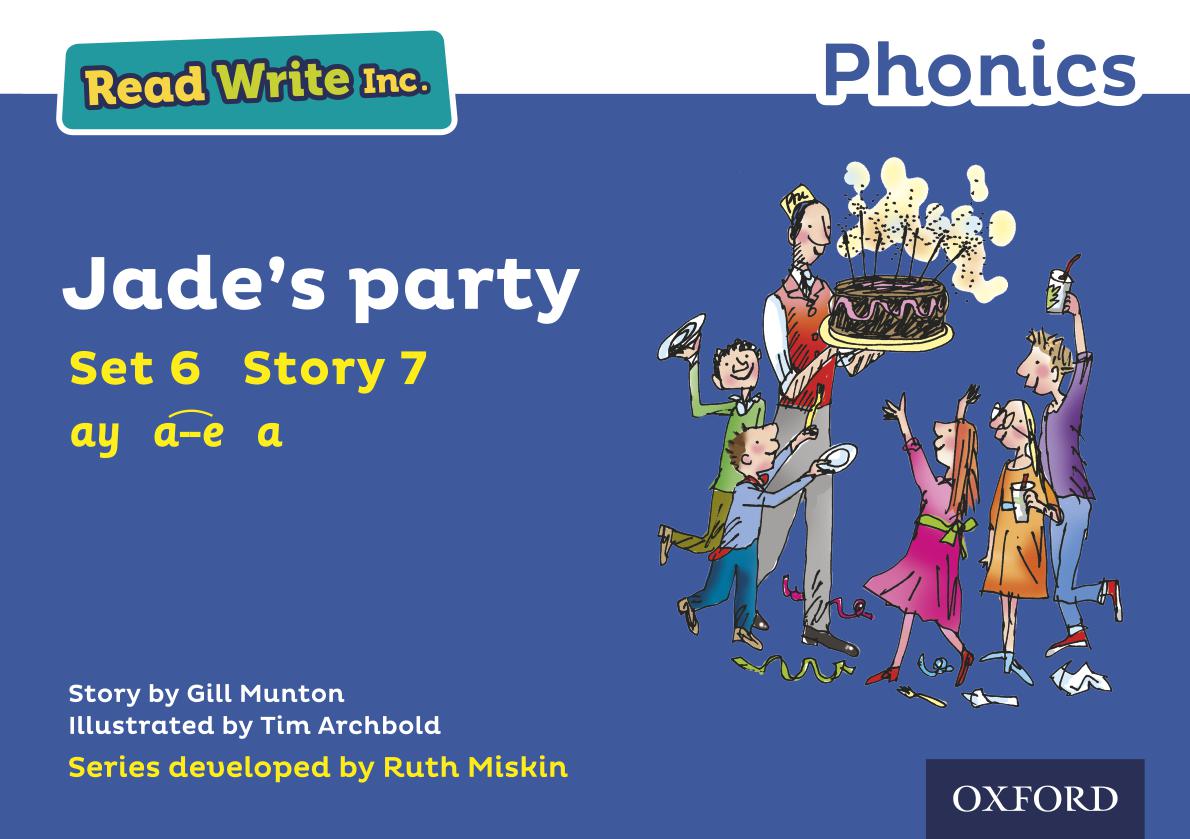 Read Write Inc.
Phonics
Jade's party
Set 6 Story 7
ay a–e a
Story by Gill Munton
Illustrated by Tim Archbold
Series developed by Ruth Miskin
OXFORD